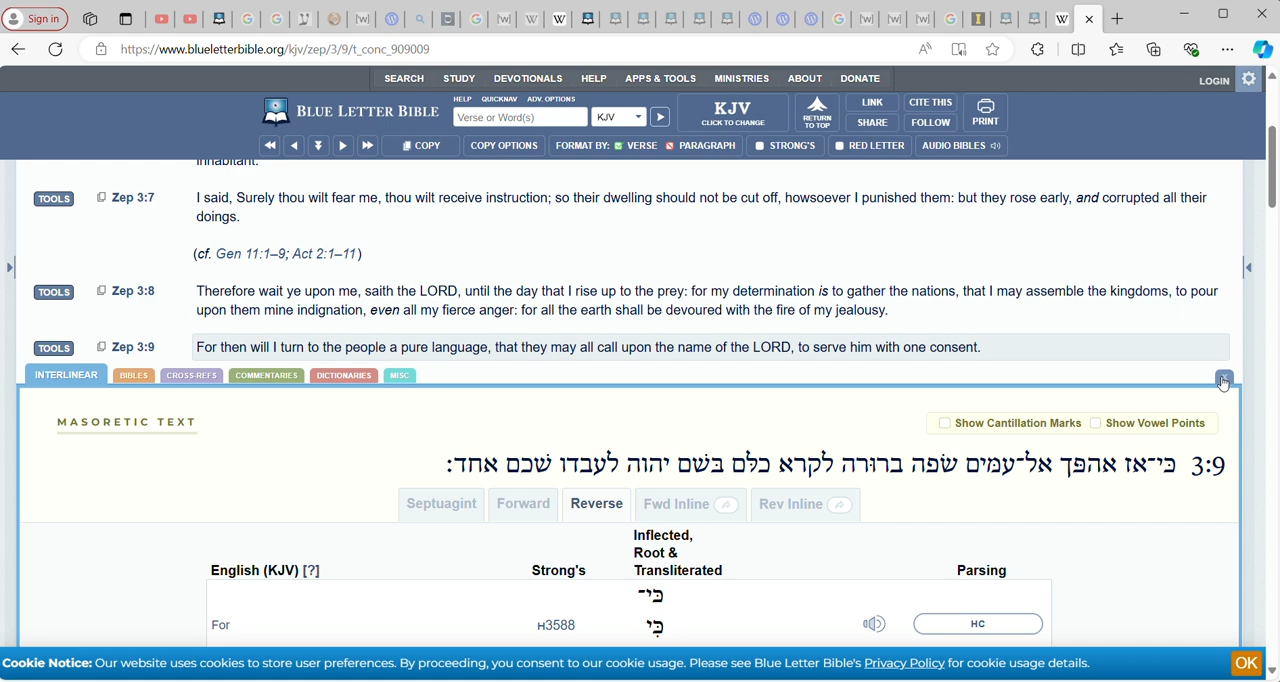 Sign in
https://www.blueletterbible.org/kjv/zep/3/9/t_conc_909009
SEARCH STUDY DEVOTIONALS HELP APPS & TOOLS MINISTRIES ABOUT DONATE
LOGIN
BLUE LETTER BIBLE
HELP QUICKNAV ADV. OPTIONS
Verse or Word(s) KJV
KJV
CLICK TO CHANGE
RETURN
TO TOP
LINK CITE THIS
SHARE FOLLOW
PRINT
COPY COPY OPTIONS FORMAT BY: VERSE PARAGRAPH STRONG'S RED LETTER AUDIO BIBLES
inhabitant.
TOOLS Zep 3:7 I said, Surely thou wilt fear me, thou wilt receive instruction; so their dwelling should not be cut off, howsoever I punished them: but they rose early, and corrupted all their
doings.
(cf. Gen 11:1–9; Act 2:1–11)
TOOLS Zep 3:8 Therefore wait ye upon me, saith the LORD, until the day that I rise up to the prey: for my determination is to gather the nations, that I may assemble the kingdoms, to pour
upon them mine indignation, even all my fierce anger: for all the earth shall be devoured with the fire of my jealousy.
TOOLS Zep 3:9 For then will I turn to the people a pure language, that they may all call upon the name of the LORD, to serve him with one consent.
INTERLINEAR BIBLES CROSS-REFS COMMENTARIES DICTIONARIES MISC
MASORETIC TEXT
Show Cantillation Marks Show Vowel Points
3:9 כי־אז אהפך אל־עמים שפה ברורה לקרא כלם בשם יהוה לעבדו שכם אחד׃
Septuagint Forward Reverse Fwd Inline Rev Inline
Inflected,
Root &
English (KJV) [?] Strong's Transliterated Parsing
כִּי־
For H3588 כִּי HC
Cookie Notice: Our website uses cookies to store user preferences. By proceeding, you consent to our cookie usage. Please see Blue Letter Bible's Privacy Policy for cookie usage details. OK